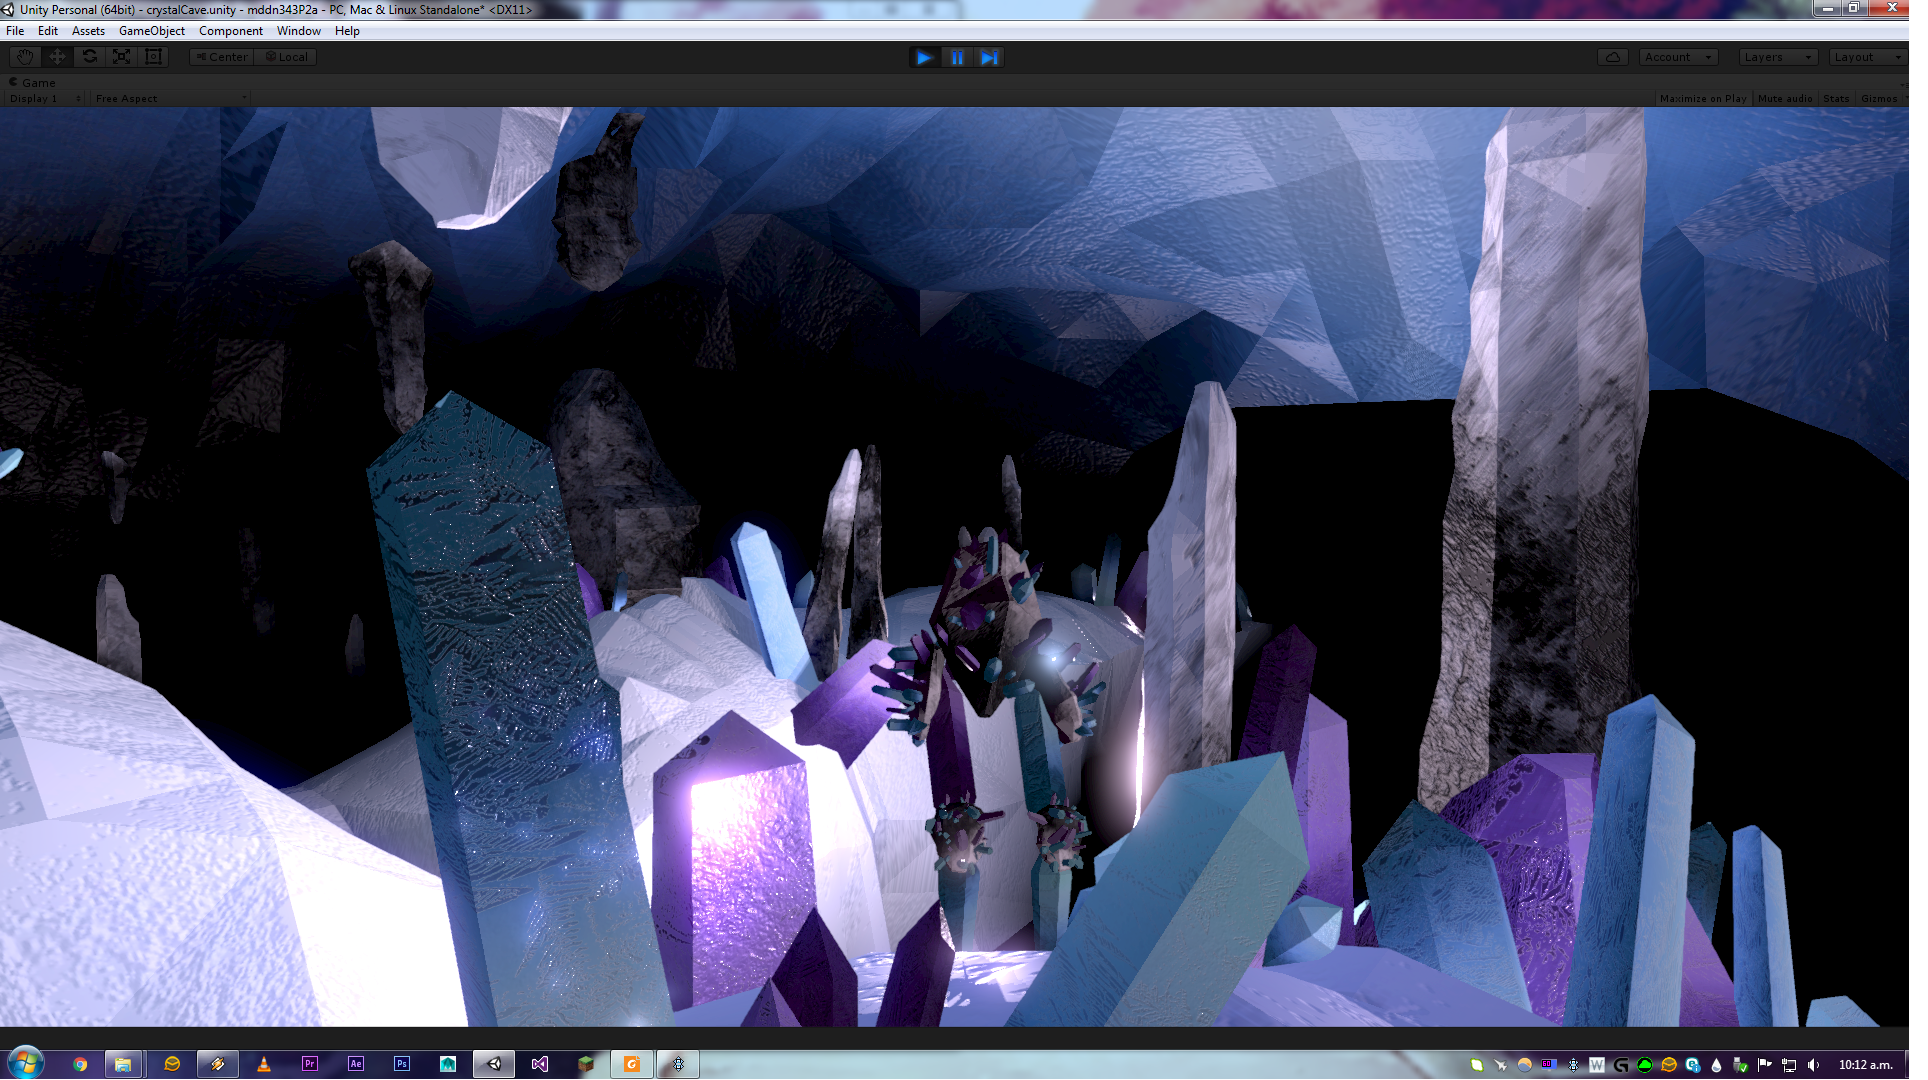 Unity Personal (64bit) - crystalCave.unity - mddn343P2a - PC, Mac & Linux Standalone* <DX11>
File Edit Assets GameObject Component Window Help
Center Local Account Layers Layout
Game
Display 1 Free Aspect Maximize on Play Mute audio Stats Gizmos
Pr Ae Ps W 10:12 a.m.